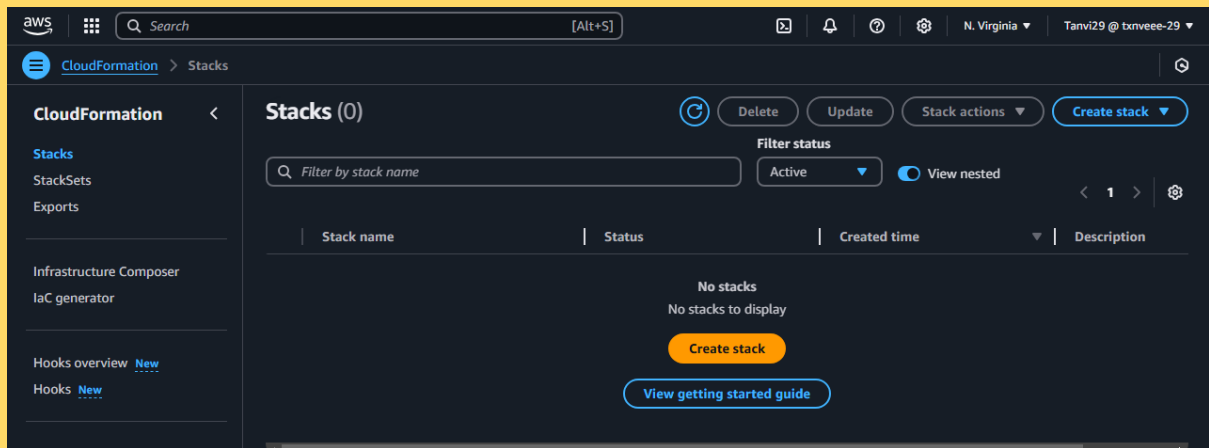 aws Search [Alt+S] N. Virginia Tanvi29 @ txnveee-29
CloudFormation > Stacks
CloudFormation
Stacks
StackSets
Exports
Infrastructure Composer
IaC generator
Hooks overview New
Hooks New
Stacks (0) Delete Update Stack actions Create stack
Filter status
Filter by stack name Active View nested
1
Stack name Status Created time Description
No stacks
No stacks to display
Create stack
View getting started guide